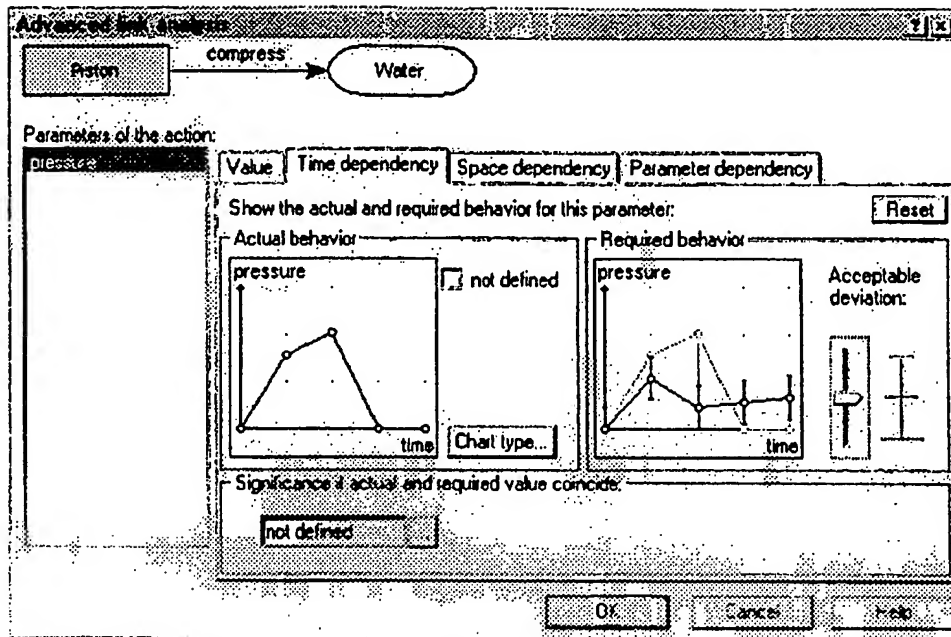 Advanced link analysis
compress
Piston
Water
Parameters of the action:
pressure
Value
Time dependency
Space dependency
Parameter dependency
Show the actual and required behavior for this parameter:
Reset
Actual behavior
pressure
not defined
time
Chart type...
Required behavior
pressure
time
Acceptable
deviation:
Significance if actual and required value coincide:
not defined
OK
Cancel
Help